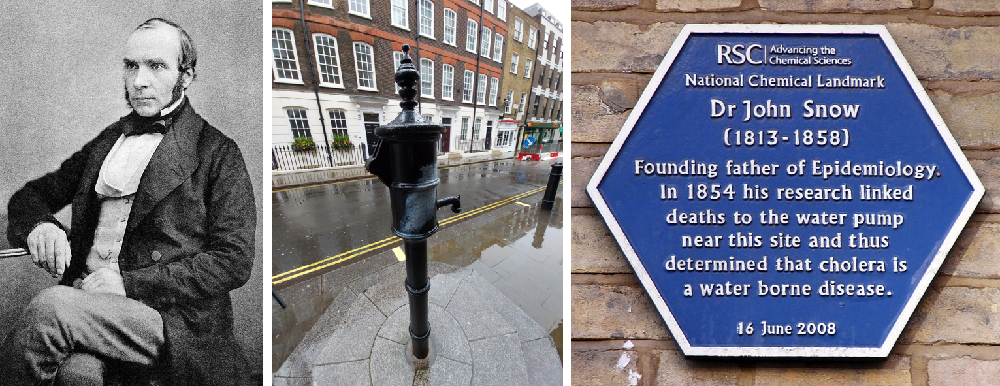 RSC Advancing the
Chemical Sciences
National Chemical Landmark
Dr John Snow
(1813-1858)
Founding father of Epidemiology.
In 1854 his research linked
deaths to the water pump
near this site and thus
determined that cholera is
a water borne disease.
16 June 2008